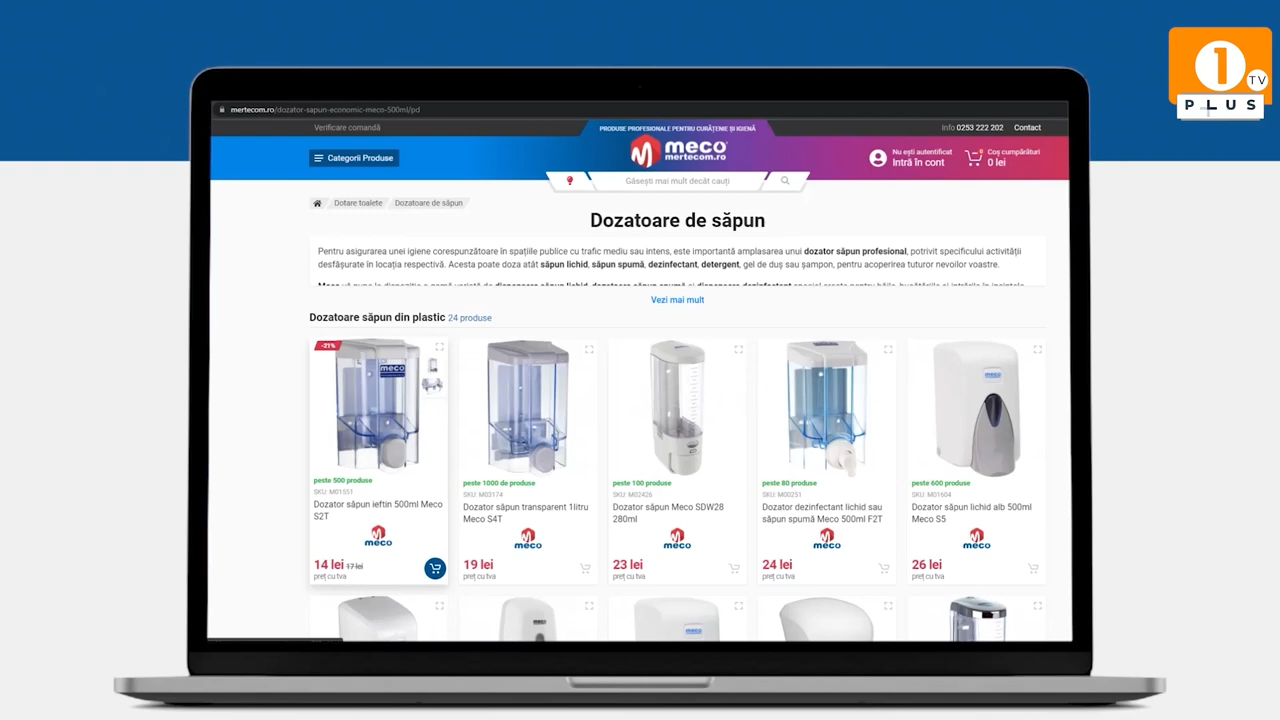 1
TV
PLUS
mertecom.ro/dozator-sapun-economic-meco-500ml/pd
Verificare comandă
PRODUSE PROFESIONALE PENTRU CURĂȚENIE ȘI IGIENĂ
Info 0253 222 202 Contact
Categorii Produse
meco
mertecom.ro
Nu ești autentificat
Intră în cont
0
Coș cumpărături
0 lei
Găsești mai mult decât cauți
Dotare toalete
Dozatoare de săpun
Dozatoare de săpun
Pentru asigurarea unei igiene corespunzătoare în spațiile publice cu trafic mediu sau intens, este importantă amplasarea unui dozator săpun profesional, potrivit specificului activității
desfășurate în locația respectivă. Acesta poate doza atât săpun lichid, săpun spumă, dezinfectant, detergent, gel de duș sau șampon, pentru acoperirea tuturor nevoilor voastre.
Vezi mai mult
Dozatoare săpun din plastic 24 produse
-21%
meco
meco
peste 500 produse
SKU: M01551
Dozator săpun ieftin 500ml Meco
S2T
meco
14 lei 17 lei
preț cu tva
peste 1000 de produse
SKU: M03174
Dozator săpun transparent 1litru
Meco S4T
meco
19 lei
preț cu tva
peste 100 produse
SKU: M02426
Dozator săpun Meco SDW28
280ml
meco
23 lei
preț cu tva
peste 80 produse
SKU: M00251
Dozator dezinfectant lichid sau
săpun spumă Meco 500ml F2T
meco
24 lei
preț cu tva
peste 600 produse
SKU: M01604
Dozator săpun lichid alb 500ml
Meco S5
meco
26 lei
preț cu tva
meco
meco